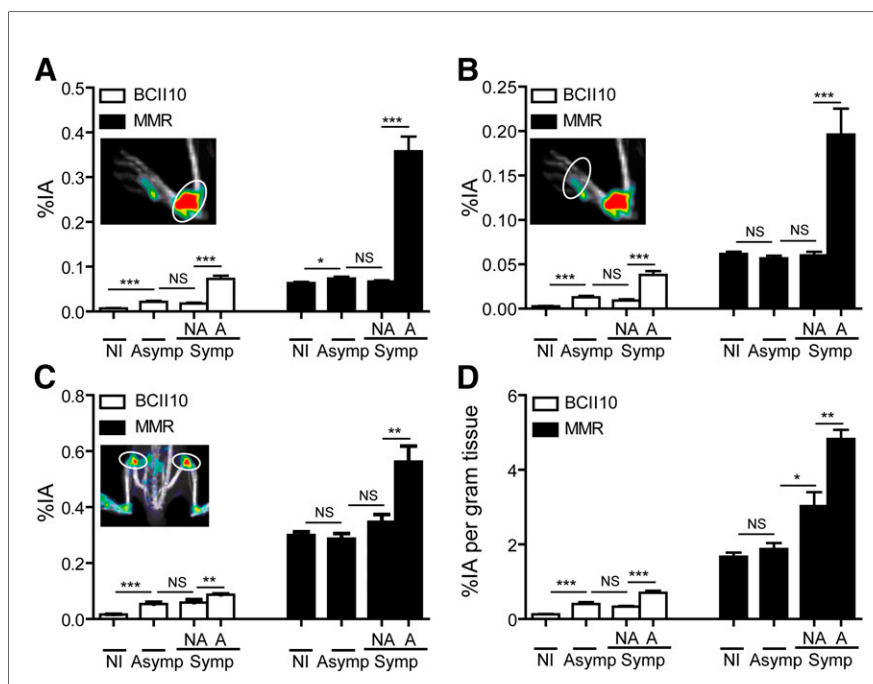 A
BCII10
MMR
%IA
0.5
0.4
0.3
0.2
0.1
0.0
***
NS
***
*
NS
***
NA A NA A
NI Asymp Symp NI Asymp Symp
B
BCII10
MMR
%IA
0.25
0.20
0.15
0.10
0.05
0.00
***
NS
***
NS
NS
***
NA A NA A
NI Asymp Symp NI Asymp Symp
C
BCII10
MMR
%IA
0.8
0.6
0.4
0.2
0.0
***
NS
**
NS
NS
**
NA A NA A
NI Asymp Symp NI Asymp Symp
D
BCII10
MMR
%IA per gram tissue
6
4
2
0
***
NS
***
NS
*
**
NA A NA A
NI Asymp Symp NI Asymp Symp